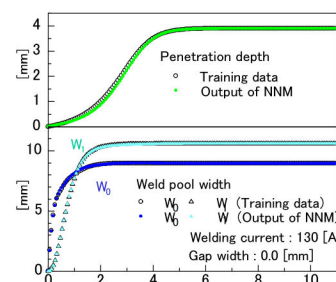 4
3
[mm]
2
1
0
Penetration depth
Training data
Output of NNM
10
W₁
[mm]
W₀
5
0
Weld pool width
W₀ W₁ (Training data)
W₀ W₁ (Output of NNM)
Welding current : 130 [A
Gap width : 0.0 [mm]
0 2 4 6 8 10